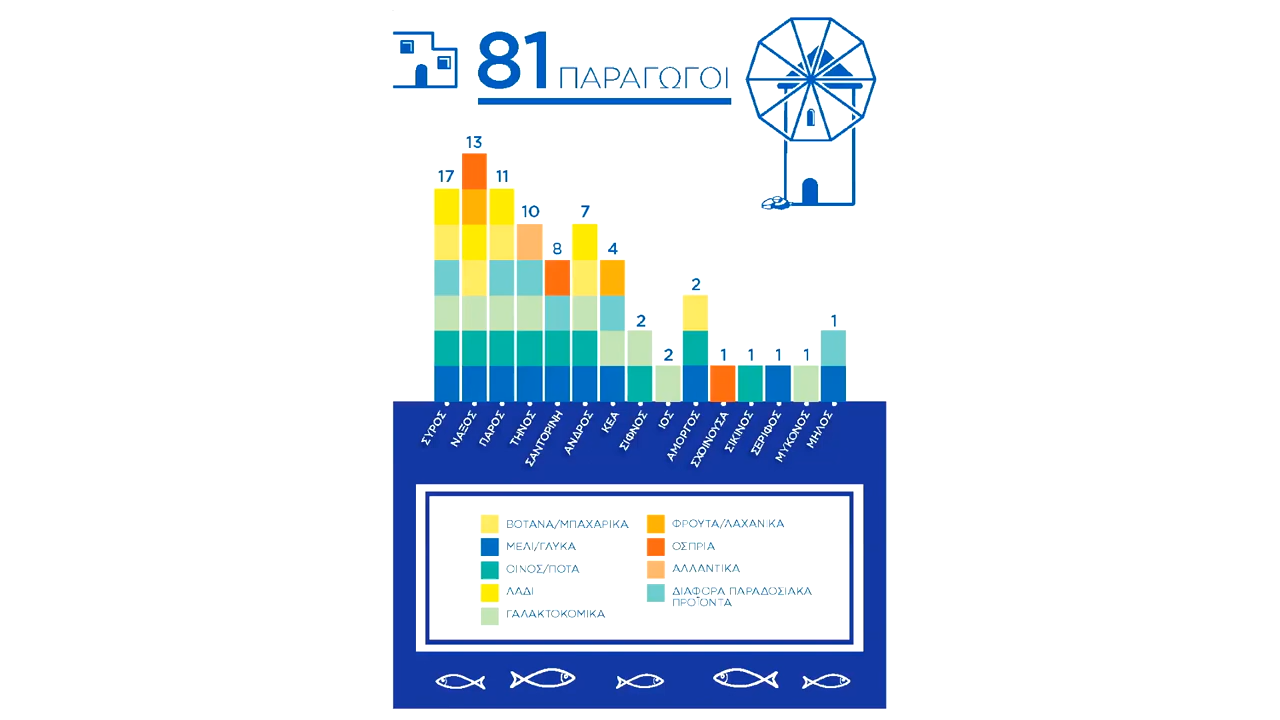 81 ΠΑΡΑΓΩΓΟΙ
13
17
11
10
7
8
4
2
2
2
1
1
1
1
1
ΣΥΡΟΣ
ΝΑΞΟΣ
ΠΑΡΟΣ
ΤΗΝΟΣ
ΣΑΝΤΟΡΙΝΗ
ΑΝΔΡΟΣ
ΚΕΑ
ΣΙΦΝΟΣ
ΙΟΣ
ΑΜΟΡΓΟΣ
ΣΧΟΙΝΟΥΣΑ
ΣΙΚΙΝΟΣ
ΣΕΡΙΦΟΣ
ΜΥΚΟΝΟΣ
ΜΗΛΟΣ
ΒΟΤΑΝΑ/ΜΠΑΧΑΡΙΚΑ
ΜΕΛΙ/ΓΛΥΚΑ
ΟΙΝΟΣ/ΠΟΤΑ
ΛΑΔΙ
ΓΑΛΑΚΤΟΚΟΜΙΚΑ
ΦΡΟΥΤΑ/ΛΑΧΑΝΙΚΑ
ΟΣΠΡΙΑ
ΑΛΛΑΝΤΙΚΑ
ΔΙΑΦΟΡΑ ΠΑΡΑΔΟΣΙΑΚΑ
ΠΡΟΪΟΝΤΑ